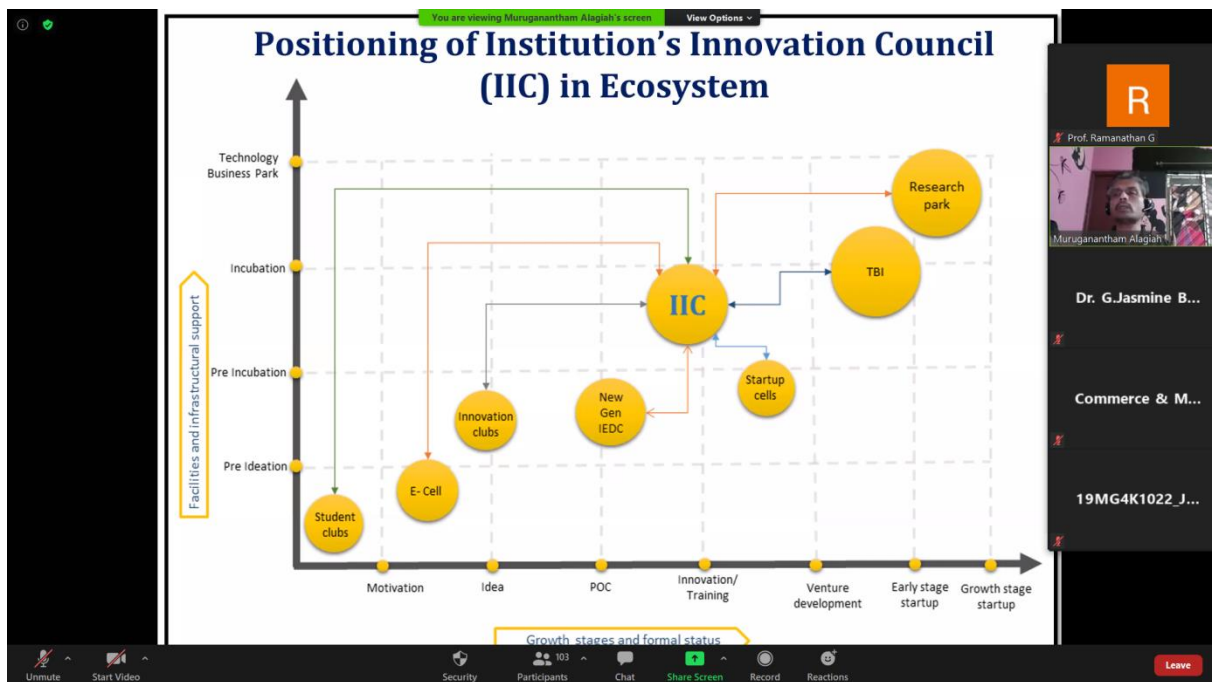 You are viewing Muruganantham Alagiah's screen
View Options
Positioning of Institution's Innovation Council
(IIC) in Ecosystem
Technology
Business Park
Incubation
Pre Incubation
Pre Ideation
Facilities and infrastructural support
Research
park
TBI
IIC
Startup
cells
New
Gen
IEDC
Innovation
clubs
E- Cell
Student
clubs
Motivation
Idea
POC
Innovation/
Training
Venture
development
Early stage
startup
Growth stage
startup
Growth stages and formal status
R
Prof. Ramanathan G
Muruganantham Alagiah
Dr. G.Jasmine B...
Commerce & M...
19MG4K1022_J...
Unmute
Start Video
Security
Participants
103
Chat
Share Screen
Record
Reactions
Leave